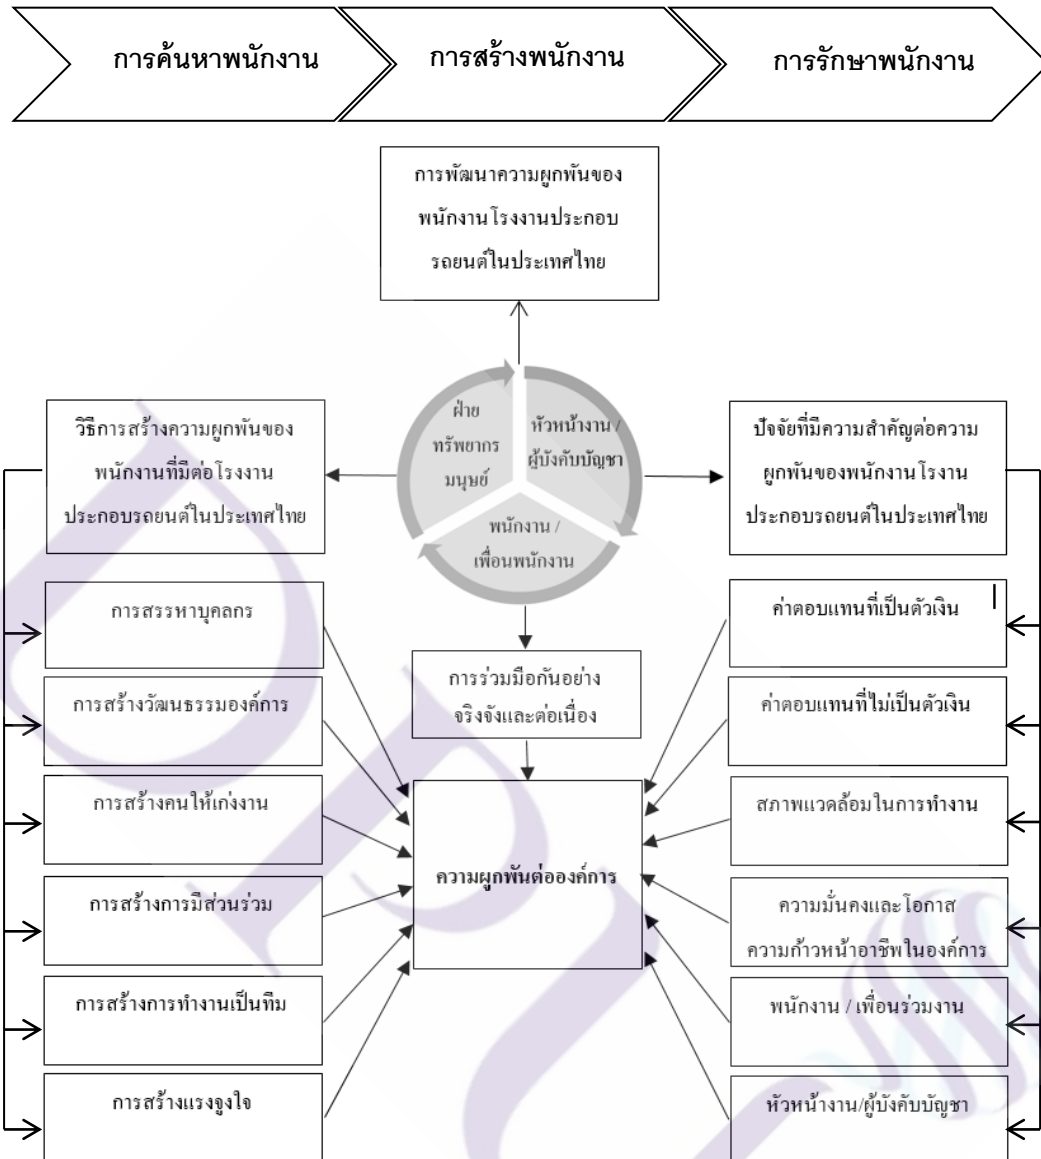 การค้นหาพนักงาน
การสร้างพนักงาน
การรักษาพนักงาน
การพัฒนาความผูกพันของ
พนักงานโรงงานประกอบ
รถยนต์ในประเทศไทย
ฝ่าย
ทรัพยากร
มนุษย์
หัวหน้างาน /
ผู้บังคับบัญชา
พนักงาน /
เพื่อนพนักงาน
วิธีการสร้างความผูกพันของ
พนักงานที่มีต่อโรงงาน
ประกอบรถยนต์ในประเทศไทย
ปัจจัยที่มีความสำคัญต่อความ
ผูกพันของพนักงานโรงาน
ประกอบรถยนต์ในประเทศไทย
การสรรหาบุคลกร
การสร้างวัฒนธรรมองค์การ
การสร้างคนให้เก่งงาน
การสร้างการมีส่วนร่วม
การสร้างการทำงานเป็นทีม
การสร้างแรงจูงใจ
การร่วมมือกันอย่าง
จริงจังและต่อเนื่อง
ความผูกพันต่อองค์การ
ค่าตอบแทนที่เป็นตัวเงิน
ค่าตอบแทนที่ไม่เป็นตัวเงิน
สภาพแวดล้อมในการทำงาน
ความมั่นคงและโอกาส
ความก้าวหน้าอาชีพในองค์การ
พนักงาน / เพื่อนร่วมงาน
หัวหน้างาน/ผู้บังคับบัญชา